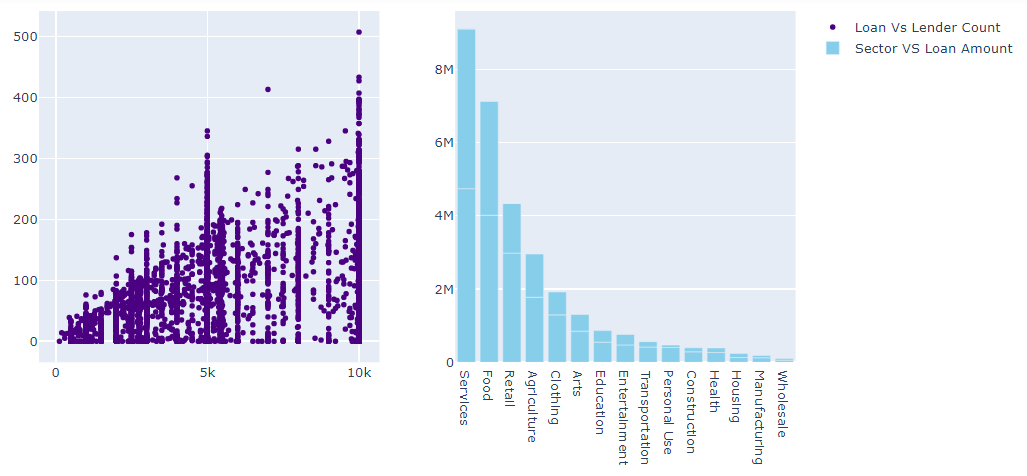 500
400
300
200
100
0
0
5k
10k
8M
6M
4M
2M
0
Services
Food
Retail
Agriculture
Clothing
Arts
Education
Entertainment
Transportation
Personal Use
Construction
Health
Housing
Manufacturing
Wholesale
Loan Vs Lender Count
Sector VS Loan Amount